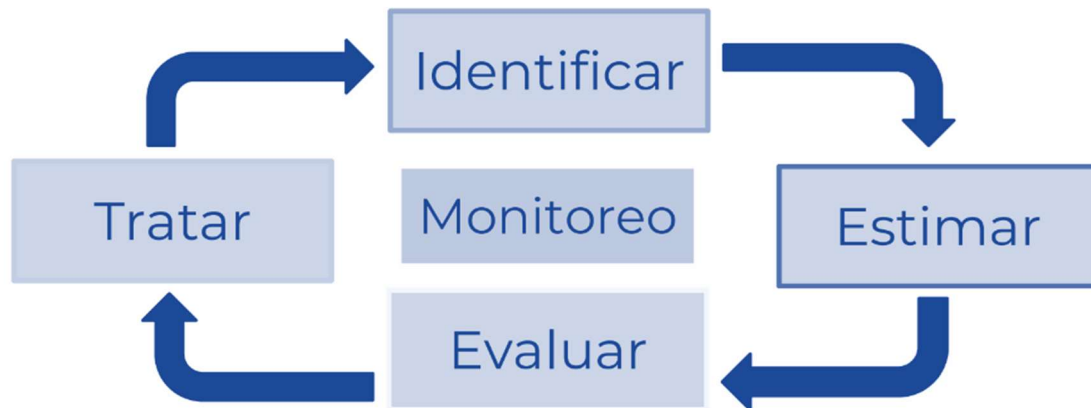 Identificar
Tratar
Monitoreo
Estimar
Evaluar